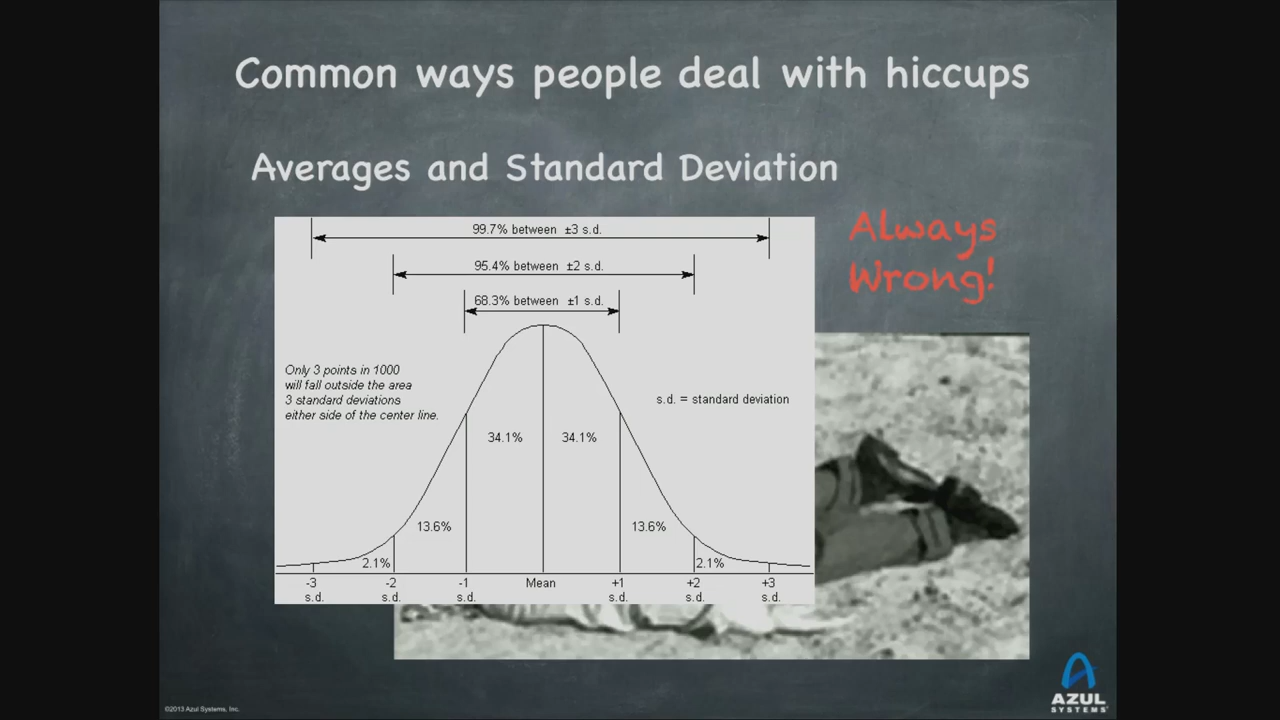 Common ways people deal with hiccups
Averages and Standard Deviation
Always
Wrong!
99.7% between ±3 s.d.
95.4% between ±2 s.d.
68.3% between ±1 s.d.
Only 3 points in 1000
will fall outside the area
3 standard deviations
either side of the center line.
s.d. = standard deviation
34.1% 34.1%
13.6% 13.6%
2.1% 2.1%
-3 -2 -1 Mean +1 +2 +3
s.d. s.d. s.d. s.d. s.d. s.d.
©2013 Azul Systems, Inc.
AZUL
SYSTEMS